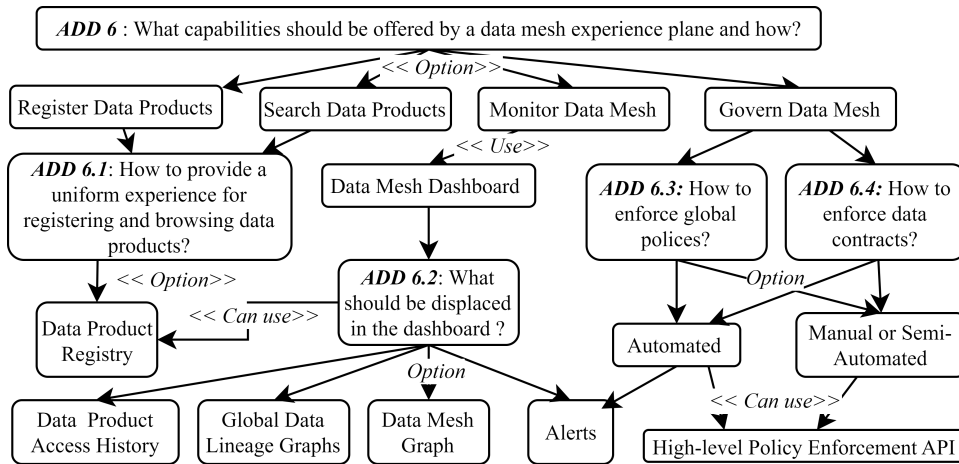 ADD 6 : What capabilities should be offered by a data mesh experience plane and how?
<< Option>>
Register Data Products
Search Data Products
Monitor Data Mesh
Govern Data Mesh
<< Use>>
ADD 6.1: How to provide a
uniform experience for
registering and browsing data
products?
Data Mesh Dashboard
ADD 6.3: How to
enforce global
polices?
ADD 6.4: How to
enforce data
contracts?
<< Option>>
ADD 6.2: What
should be displaced
in the dashboard ?
Option
<< Can use>>
Data Product
Registry
Automated
Manual or Semi-
Automated
Option
<< Can use>>
Data Product
Access History
Global Data
Lineage Graphs
Data Mesh
Graph
Alerts
High-level Policy Enforcement API